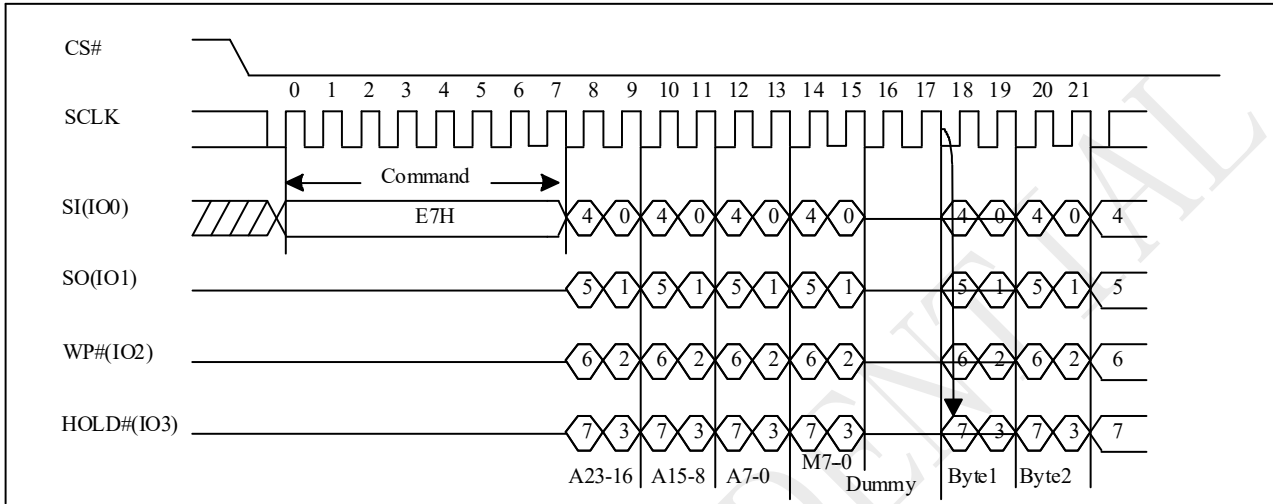 CS#
0 1 2 3 4 5 6 7 8 9 10 11 12 13 14 15 16 17 18 19 20 21
SCLK
Command
SI(IO0) E7H 4 0 4 0 4 0 4 0 4 0 4 0 4
SO(IO1) 5 1 5 1 5 1 5 1 5 1 5 1 5
WP#(IO2) 6 2 6 2 6 2 6 2 6 2 6 2 6
HOLD#(IO3) 7 3 7 3 7 3 7 3 7 3 7 3 7
A23-16 A15-8 A7-0 M7-0 Dummy Byte1 Byte2
DENTIAL